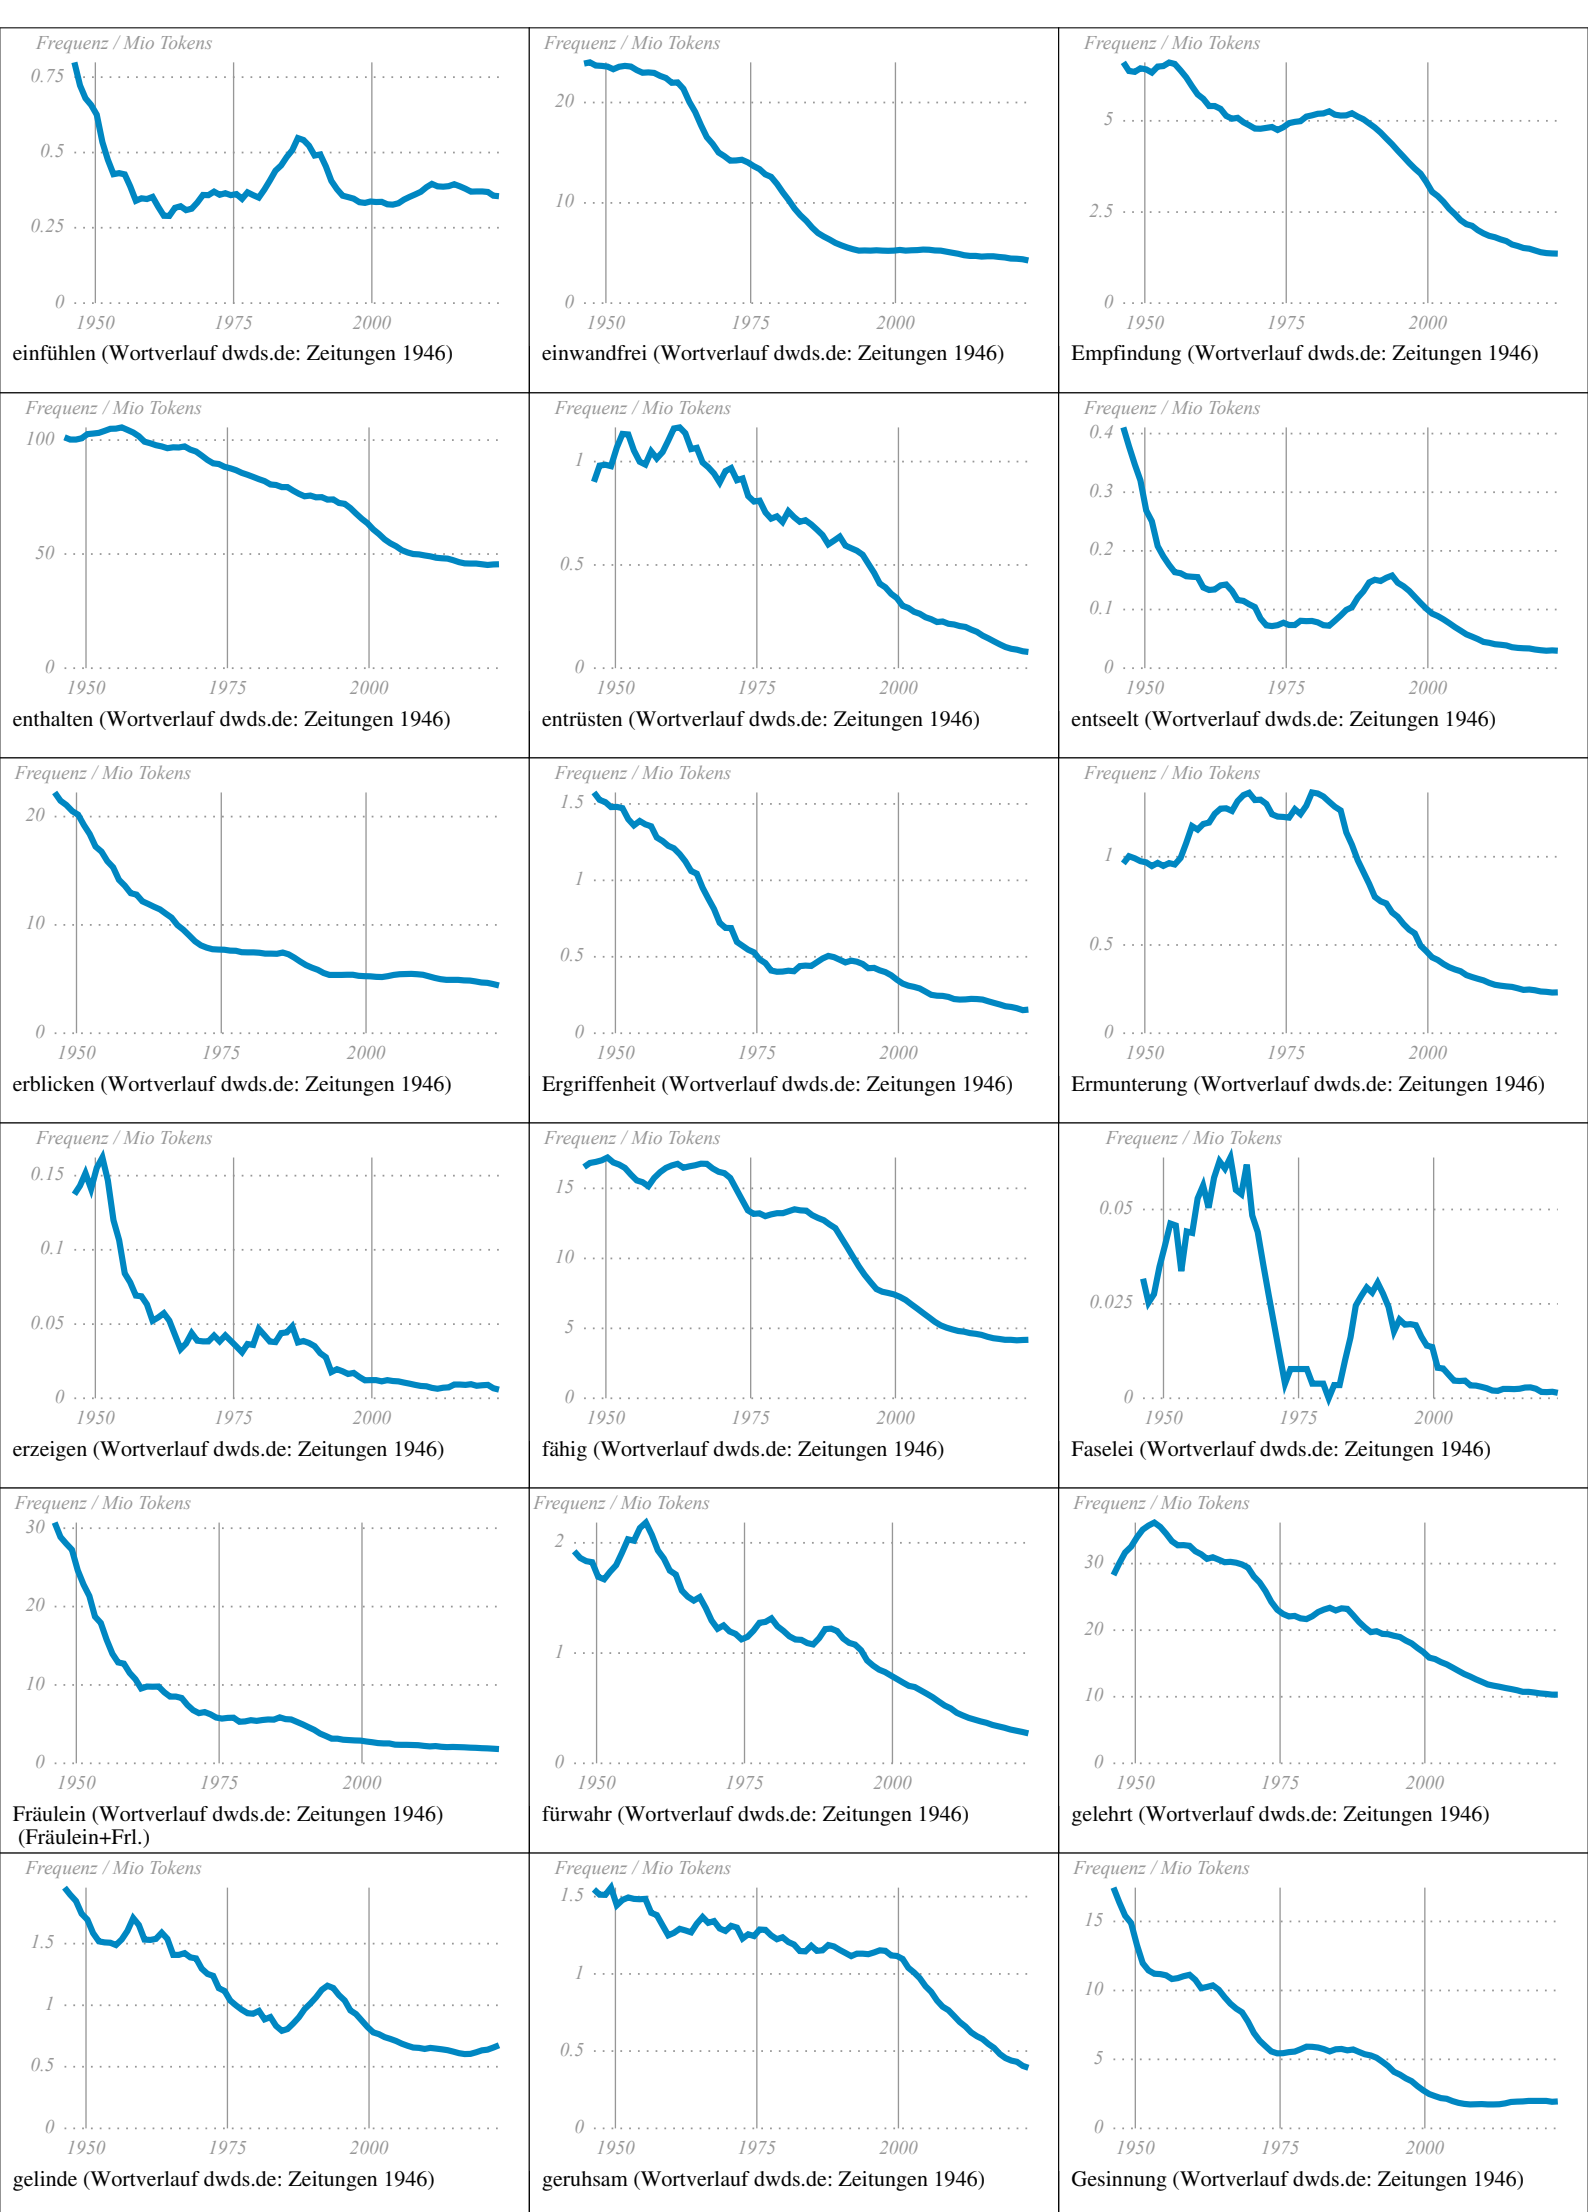 Frequenz / Mio Tokens
0.75
0.5
0.25
0
1950 1975 2000
einfühlen (Wortverlauf dwds.de: Zeitungen 1946)
Frequenz / Mio Tokens
20
10
0
1950 1975 2000
einwandfrei (Wortverlauf dwds.de: Zeitungen 1946)
Frequenz / Mio Tokens
5
2.5
0
1950 1975 2000
Empfindung (Wortverlauf dwds.de: Zeitungen 1946)
Frequenz / Mio Tokens
100
50
0
1950 1975 2000
enthalten (Wortverlauf dwds.de: Zeitungen 1946)
Frequenz / Mio Tokens
1
0.5
0
1950 1975 2000
entrüsten (Wortverlauf dwds.de: Zeitungen 1946)
Frequenz / Mio Tokens
0.4
0.3
0.2
0.1
0
1950 1975 2000
entseelt (Wortverlauf dwds.de: Zeitungen 1946)
Frequenz / Mio Tokens
20
10
0
1950 1975 2000
erblicken (Wortverlauf dwds.de: Zeitungen 1946)
Frequenz / Mio Tokens
1.5
1
0.5
0
1950 1975 2000
Ergriffenheit (Wortverlauf dwds.de: Zeitungen 1946)
Frequenz / Mio Tokens
1
0.5
0
1950 1975 2000
Ermunterung (Wortverlauf dwds.de: Zeitungen 1946)
Frequenz / Mio Tokens
0.15
0.1
0.05
0
1950 1975 2000
erzeigen (Wortverlauf dwds.de: Zeitungen 1946)
Frequenz / Mio Tokens
15
10
5
0
1950 1975 2000
fähig (Wortverlauf dwds.de: Zeitungen 1946)
Frequenz / Mio Tokens
0.05
0.025
0
1950 1975 2000
Faselei (Wortverlauf dwds.de: Zeitungen 1946)
Frequenz / Mio Tokens
30
20
10
0
1950 1975 2000
Fräulein (Wortverlauf dwds.de: Zeitungen 1946)
(Fräulein+Frl.)
Frequenz / Mio Tokens
2
1
0
1950 1975 2000
fürwahr (Wortverlauf dwds.de: Zeitungen 1946)
Frequenz / Mio Tokens
30
20
10
0
1950 1975 2000
gelehrt (Wortverlauf dwds.de: Zeitungen 1946)
Frequenz / Mio Tokens
1.5
1
0.5
0
1950 1975 2000
gelinde (Wortverlauf dwds.de: Zeitungen 1946)
Frequenz / Mio Tokens
1.5
1
0.5
0
1950 1975 2000
geruhsam (Wortverlauf dwds.de: Zeitungen 1946)
Frequenz / Mio Tokens
15
10
5
0
1950 1975 2000
Gesinnung (Wortverlauf dwds.de: Zeitungen 1946)